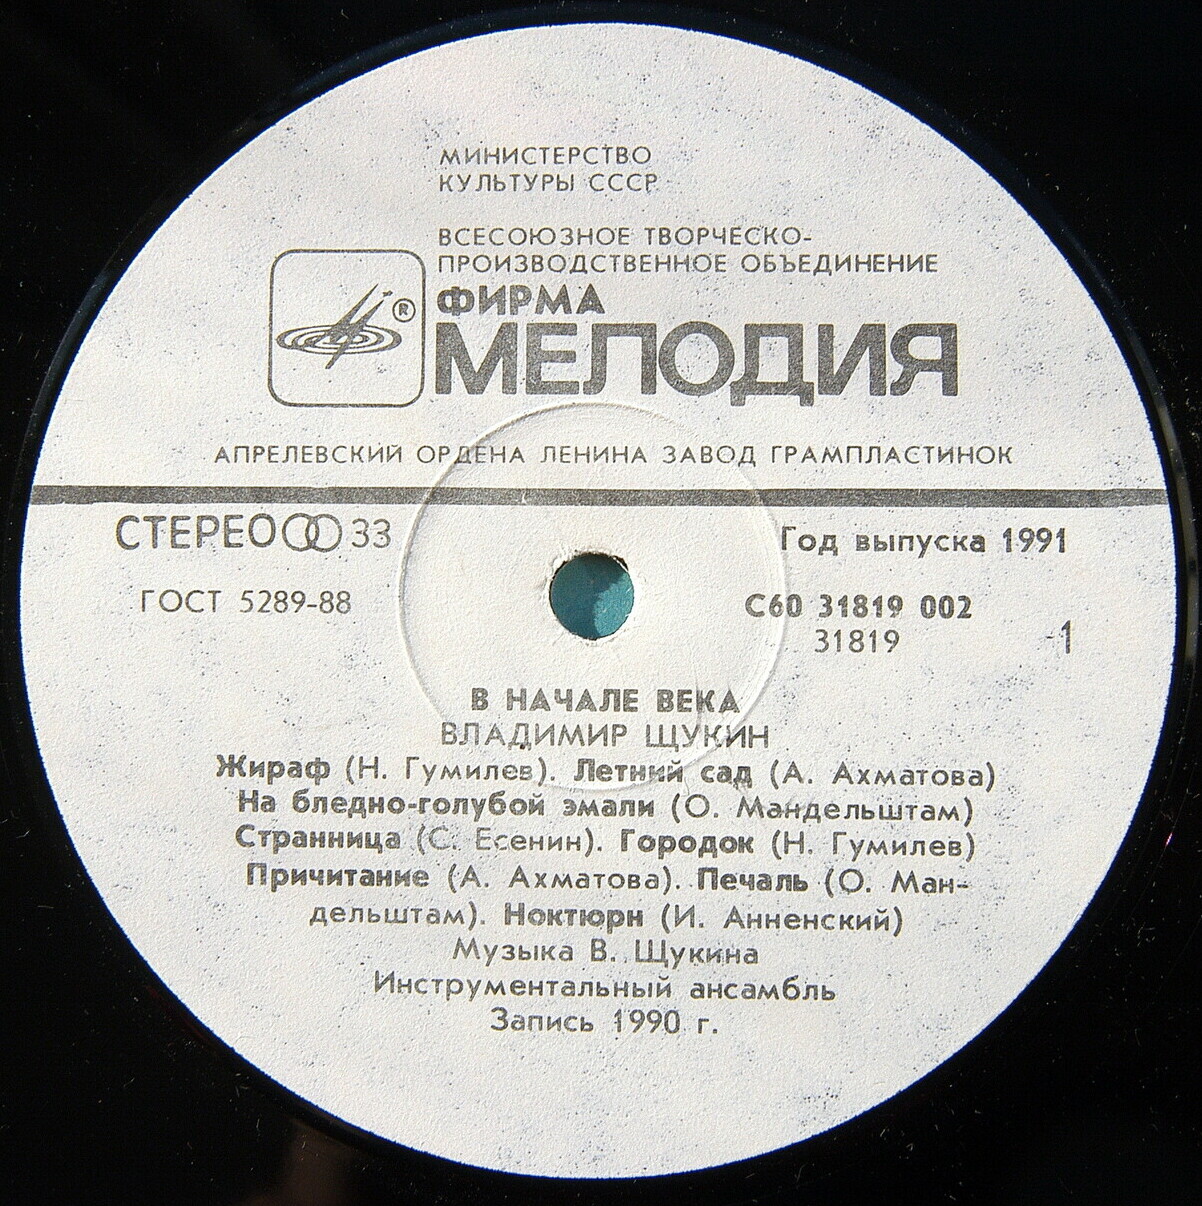 МИНИСТЕРСТВО
КУЛЬТУРЫ СССР
ВСЕСОЮЗНОЕ ТВОРЧЕСКО-
ПРОИЗВОДСТВЕННОЕ ОБЪЕДИНЕНИЕ
ФИРМА
®
МЕЛОДИЯ
АПРЕЛЕВСКИЙ ОРДЕНА ЛЕНИНА ЗАВОД ГРАМПЛАСТИНОК
СТЕРЕО 33
Год выпуска 1991
ГОСТ 5289-88
С60 31819 002
31819
1
В НАЧАЛЕ ВЕКА
ВЛАДИМИР ЩУКИН
Жираф (Н. Гумилев). Летний сад (А. Ахматова)
На бледно-голубой эмали (О. Мандельштам)
Странница (С. Есенин). Городок (Н. Гумилев)
Причитание (А. Ахматова). Печаль (О. Ман-
дельштам). Ноктюрн (И. Анненский)
Музыка В. Щукина
Инструментальный ансамбль
Запись 1990 г.